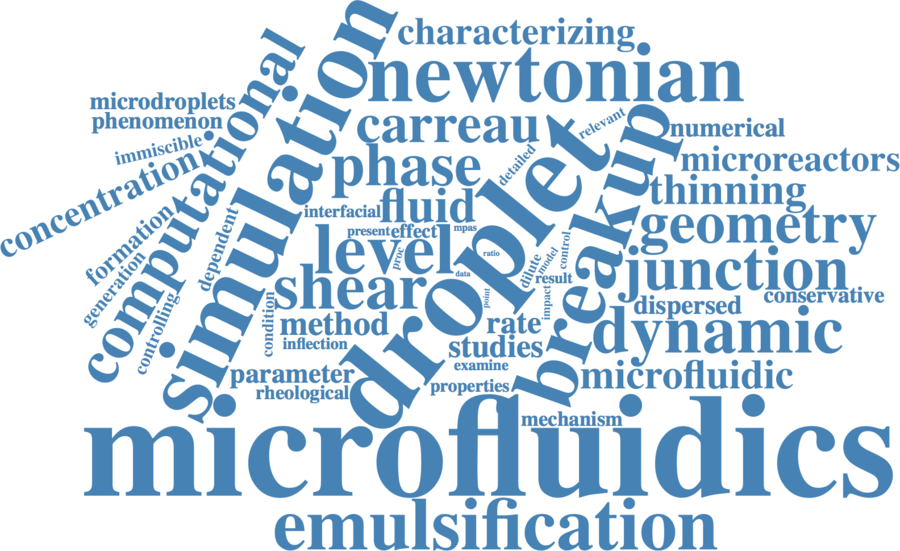 characterizing
newtonian
simulation
computational
microdroplets
phenomenon
immiscible
concentration
carreau
relevant
numerical
phase
detailed
droplet
breakup
microreactors
thinning
formation
generation
dependent
interfacial
fluid
present
effect
mpas
geometry
level
proc
ratio
control
model
dilute
junction
controlling
shear
data
result
conservative
condition
method
point
impact
dispersed
rate
dynamic
inflection
studies
examine
parameter
rheological
properties
microfluidic
mechanism
microfluidics
emulsification